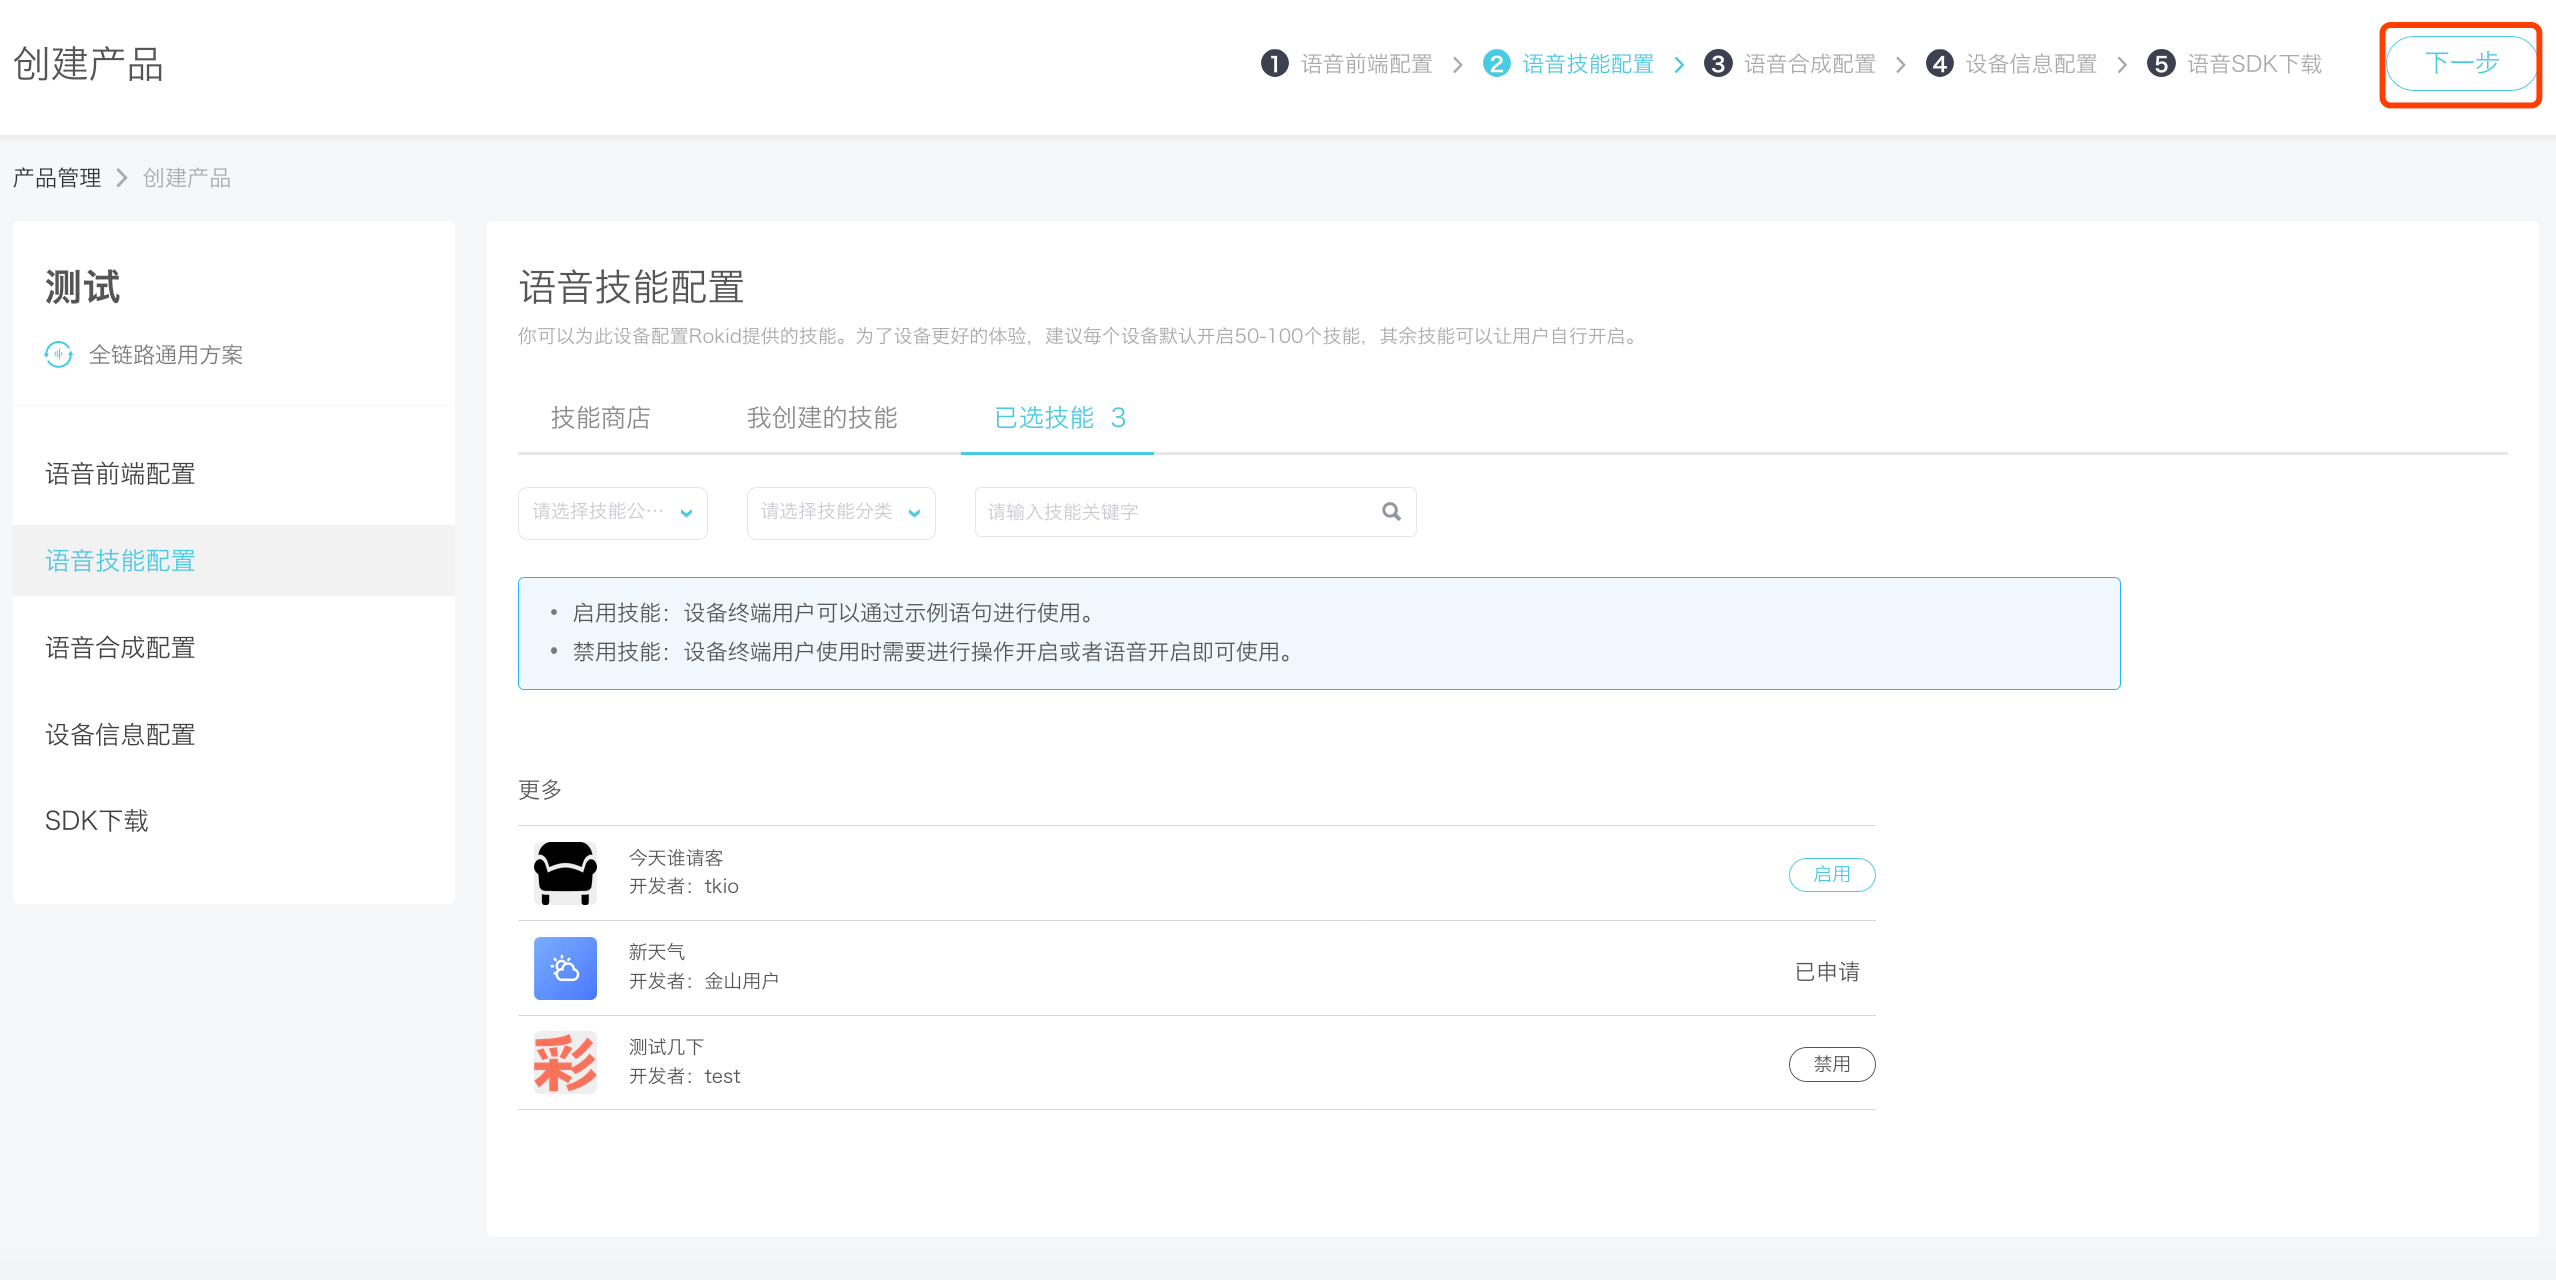 创建产品
1 语音前端配置 > 2 语音技能配置 > 3 语音合成配置 > 4 设备信息配置 > 5 语音SDK下载
下一步
产品管理 > 创建产品
测试
全链路通用方案
语音前端配置
语音技能配置
语音合成配置
设备信息配置
SDK下载
语音技能配置
你可以为此设备配置Rokid提供的技能。为了设备更好的体验，建议每个设备默认开启50-100个技能，其余技能可以让用户自行开启。
技能商店 我创建的技能 已选技能 3
请选择技能公··· 请选择技能分类 请输入技能关键字
• 启用技能：设备终端用户可以通过示例语句进行使用。
• 禁用技能：设备终端用户使用时需要进行操作开启或者语音开启即可使用。
更多
今天谁请客
开发者：tkio
启用
新天气
开发者：金山用户
已申请
彩
测试几下
开发者：test
禁用